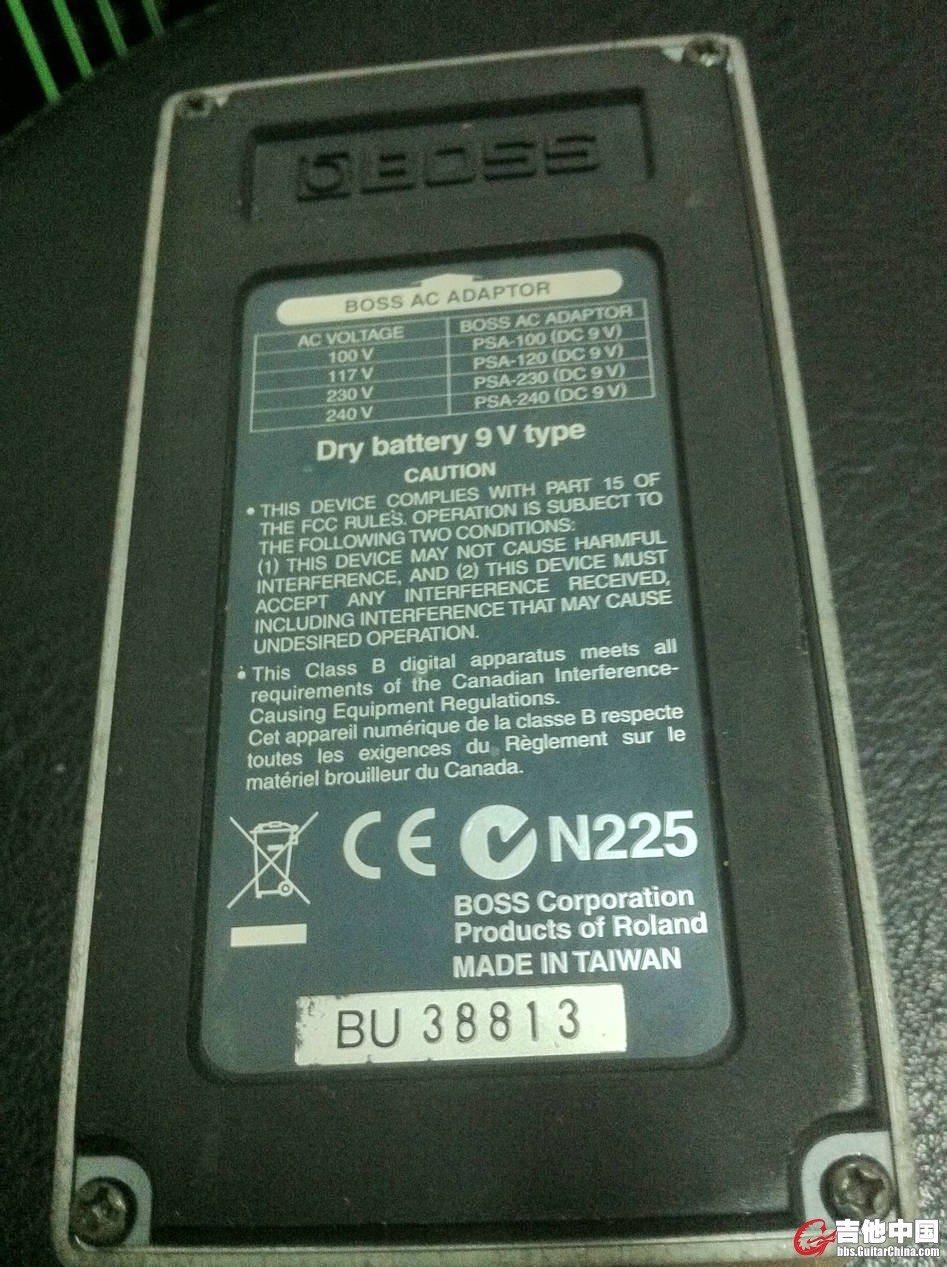 BOSS
BOSS AC ADAPTOR
AC VOLTAGE BOSS AC ADAPTOR
100 V PSA-100 (DC 9 V)
117 V PSA-120 (DC 9 V)
230 V PSA-230 (DC 9 V)
240 V PSA-240 (DC 9 V)
Dry battery 9 V type
CAUTION
• THIS DEVICE COMPLIES WITH PART 15 OF
THE FCC RULES. OPERATION IS SUBJECT TO
THE FOLLOWING TWO CONDITIONS:
(1) THIS DEVICE MAY NOT CAUSE HARMFUL
INTERFERENCE, AND (2) THIS DEVICE MUST
ACCEPT ANY INTERFERENCE RECEIVED,
INCLUDING INTERFERENCE THAT MAY CAUSE
UNDESIRED OPERATION.
• This Class B digital apparatus meets all
requirements of the Canadian Interference-
Causing Equipment Regulations.
Cet appareil numérique de la classe B respecte
toutes les exigences du Règlement sur le
matériel brouilleur du Canada.
CE N225
BOSS Corporation
Products of Roland
MADE IN TAIWAN
BU 38813
吉他中国
bbs.GuitarChina.com